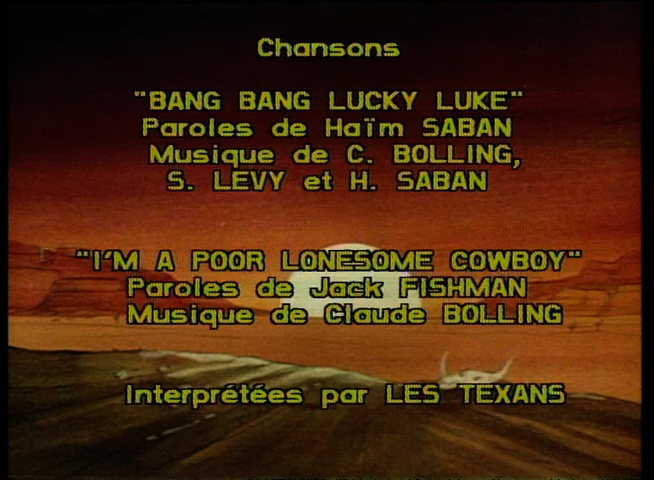 Chansons
"BANG BANG LUCKY LUKE"
Paroles de Haïm SABAN
Musique de C. BOLLING,
S. LEVY et H. SABAN
"I'M A POOR LONESOME COWBOY"
Paroles de Jack FISHMAN
Musique de Claude BOLLING
Interprétées par LES TEXANS